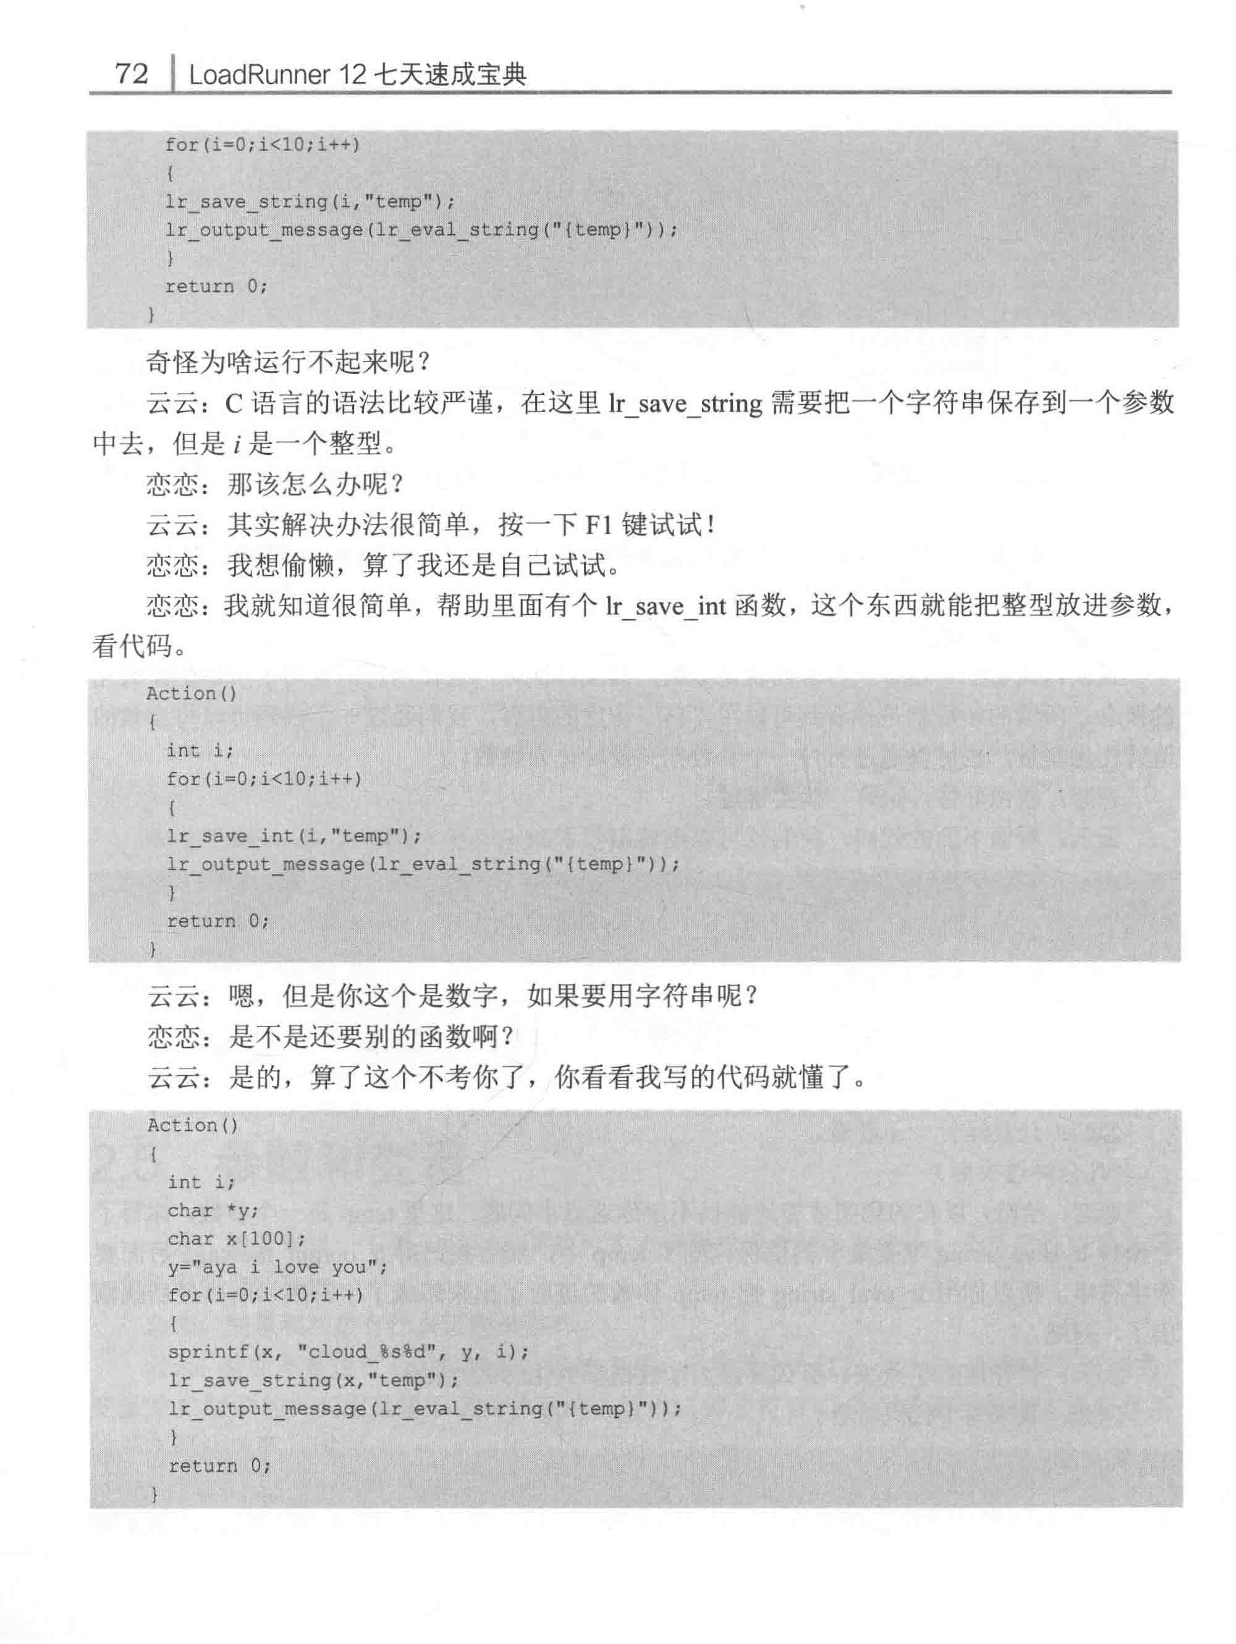 72 LoadRunner 12 七天速成宝典
for(i=0;i<10;i++)
{
lr_save_string(i,"temp");
lr_output_message(lr_eval_string("{temp}"));
}
return 0;
}
奇怪为啥运行不起来呢？
云云：C 语言的语法比较严谨，在这里 lr_save_string 需要把一个字符串保存到一个参数
中去，但是 i 是一个整型。
恋恋：那该怎么办呢？
云云：其实解决办法很简单，按一下 F1 键试试！
恋恋：我想偷懒，算了我还是自己试试。
恋恋：我就知道很简单，帮助里面有个 lr_save_int 函数，这个东西就能把整型放进参数，
看代码。
Action()
{
int i;
for(i=0;i<10;i++)
{
lr_save_int(i,"temp");
lr_output_message(lr_eval_string("{temp}"));
}
return 0;
}
云云：嗯，但是你这个是数字，如果要用字符串呢？
恋恋：是不是还要别的函数啊？
云云：是的，算了这个不考你了，你看看我写的代码就懂了。
Action()
{
int i;
char *y;
char x[100];
y="aya i love you";
for(i=0;i<10;i++)
{
sprintf(x, "cloud_%s%d", y, i);
lr_save_string(x,"temp");
lr_output_message(lr_eval_string("{temp}"));
}
return 0;
}